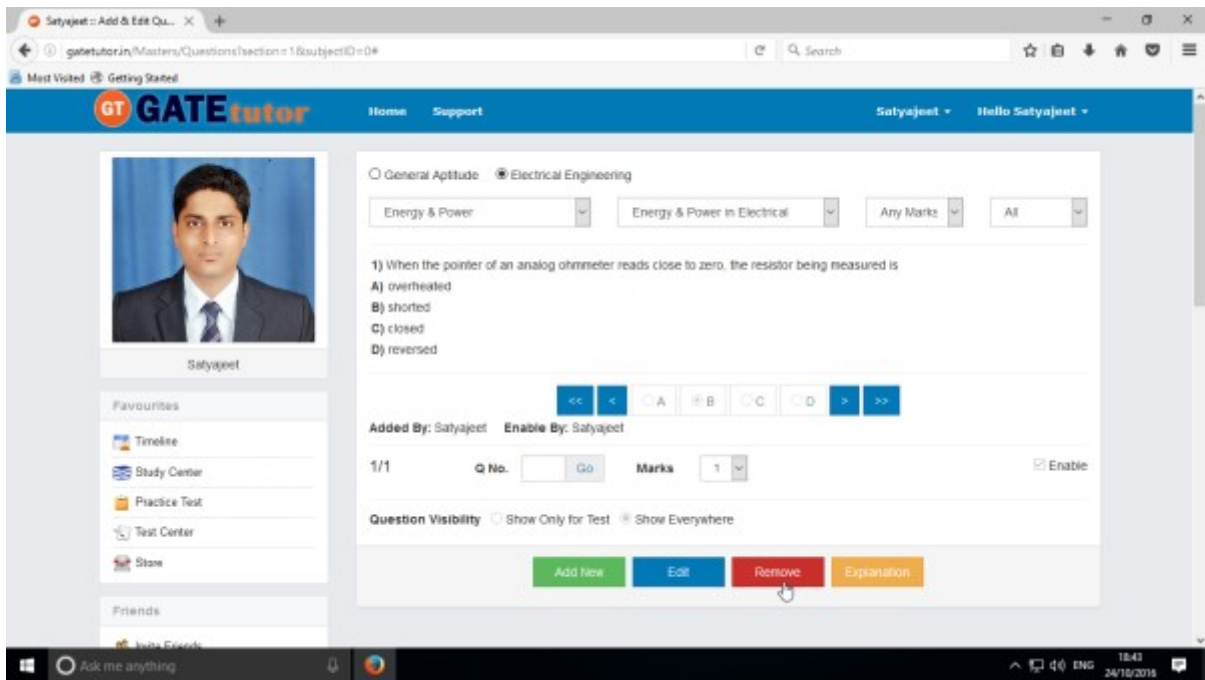 Satyajeet :: Add & Edit Qu...
gatetutor.in/Masters/Questions?section=1&subjectID=0#
Search
Most Visited Getting Started
GT GATEtutor Home Support Satyajeet Hello Satyajeet
General Aptitude Electrical Engineering
Energy & Power Energy & Power in Electrical Any Marks All
1) When the pointer of an analog ohmmeter reads close to zero, the resistor being measured is
A) overheated
B) shorted
C) closed
D) reversed
Satyajeet
<< < A B C D > >>
Added By: Satyajeet Enable By: Satyajeet
1/1 Q No. Go Marks 1 Enable
Question Visibility Show Only for Test Show Everywhere
Add New Edit Remove Explanation
Favourites
Timeline
Study Center
Practice Test
Test Center
Store
Friends
Invite Friends
Ask me anything
ENG 18:43
24/10/2016